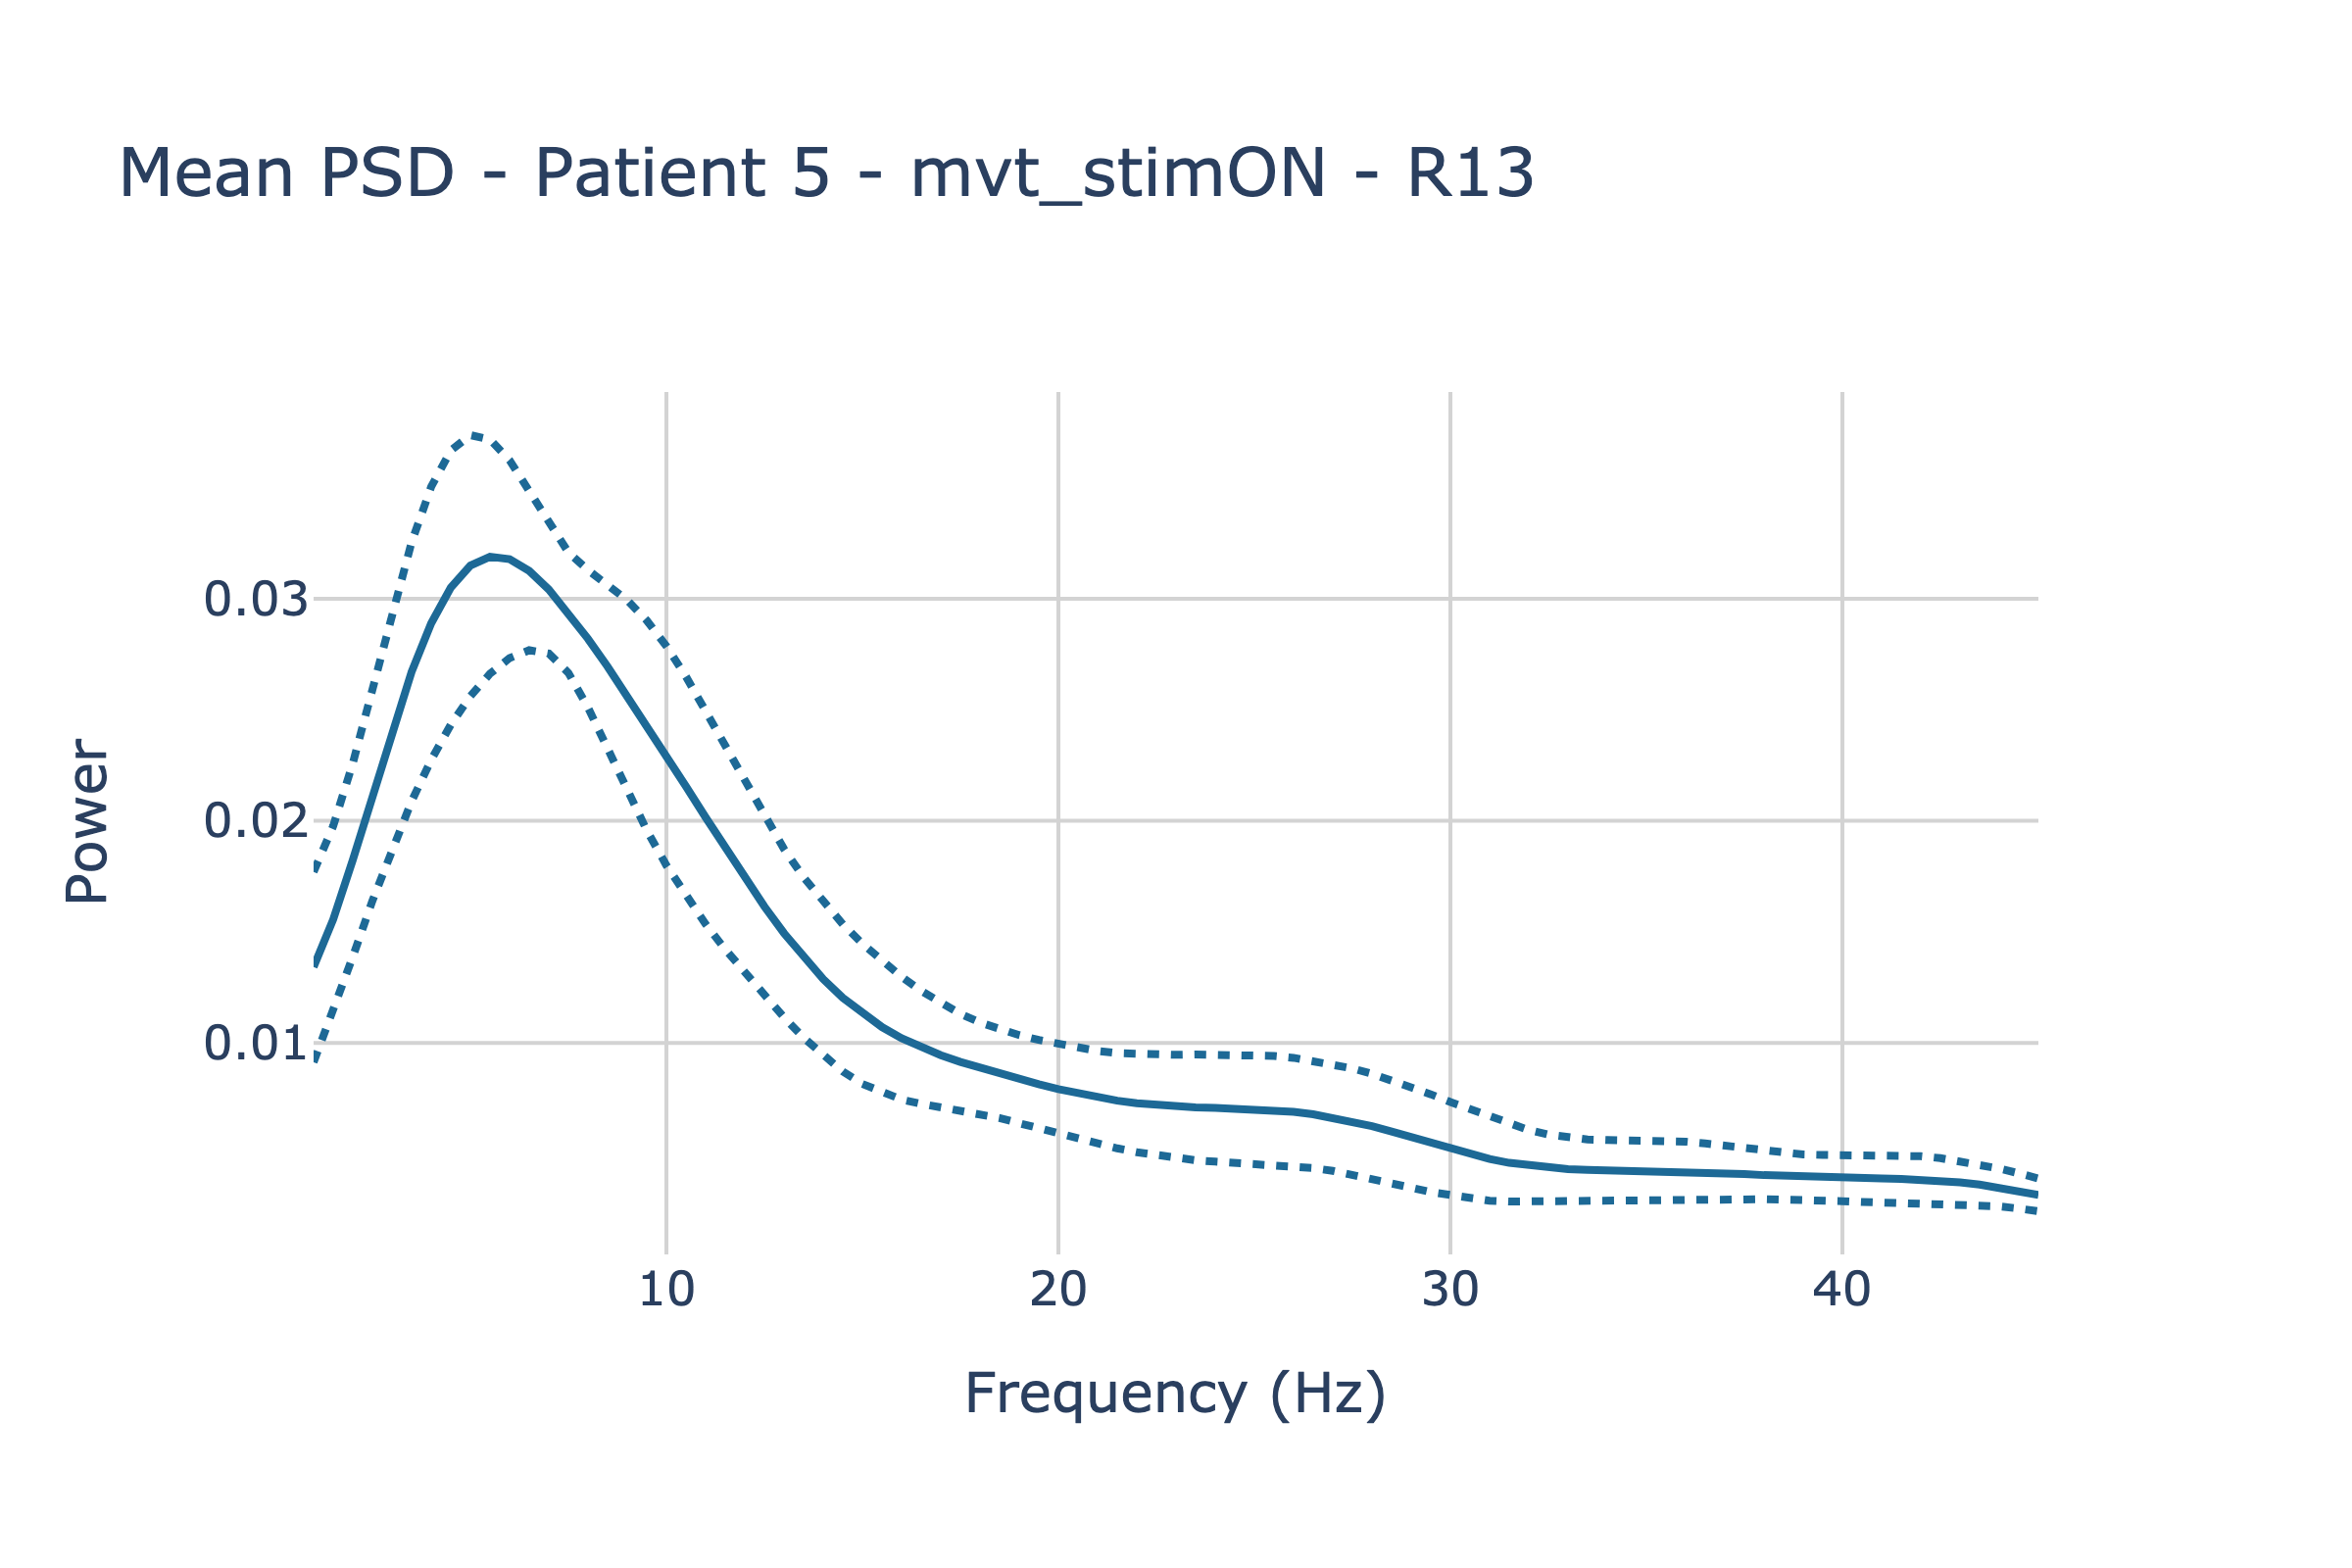 Mean PSD - Patient 5 - mvt_stimON - R13
0.03
0.02
0.01
Power
10 20 30 40
Frequency (Hz)